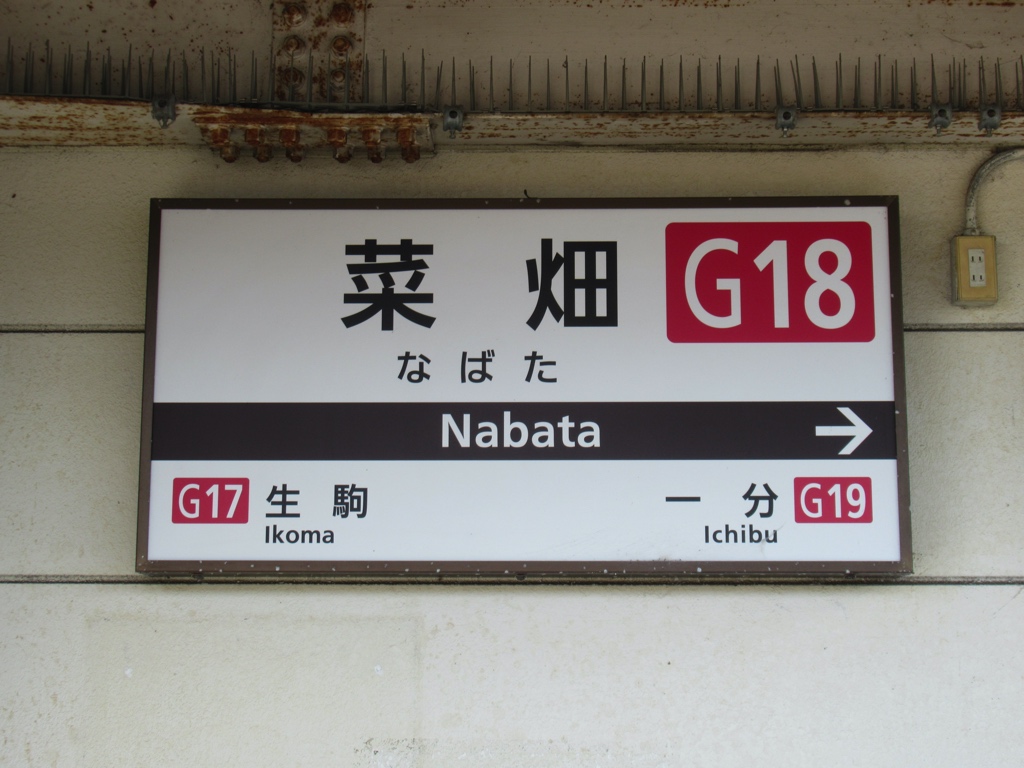 菜畑 G18
なばた
Nabata →
G17 生駒 一分 G19
Ikoma Ichibu